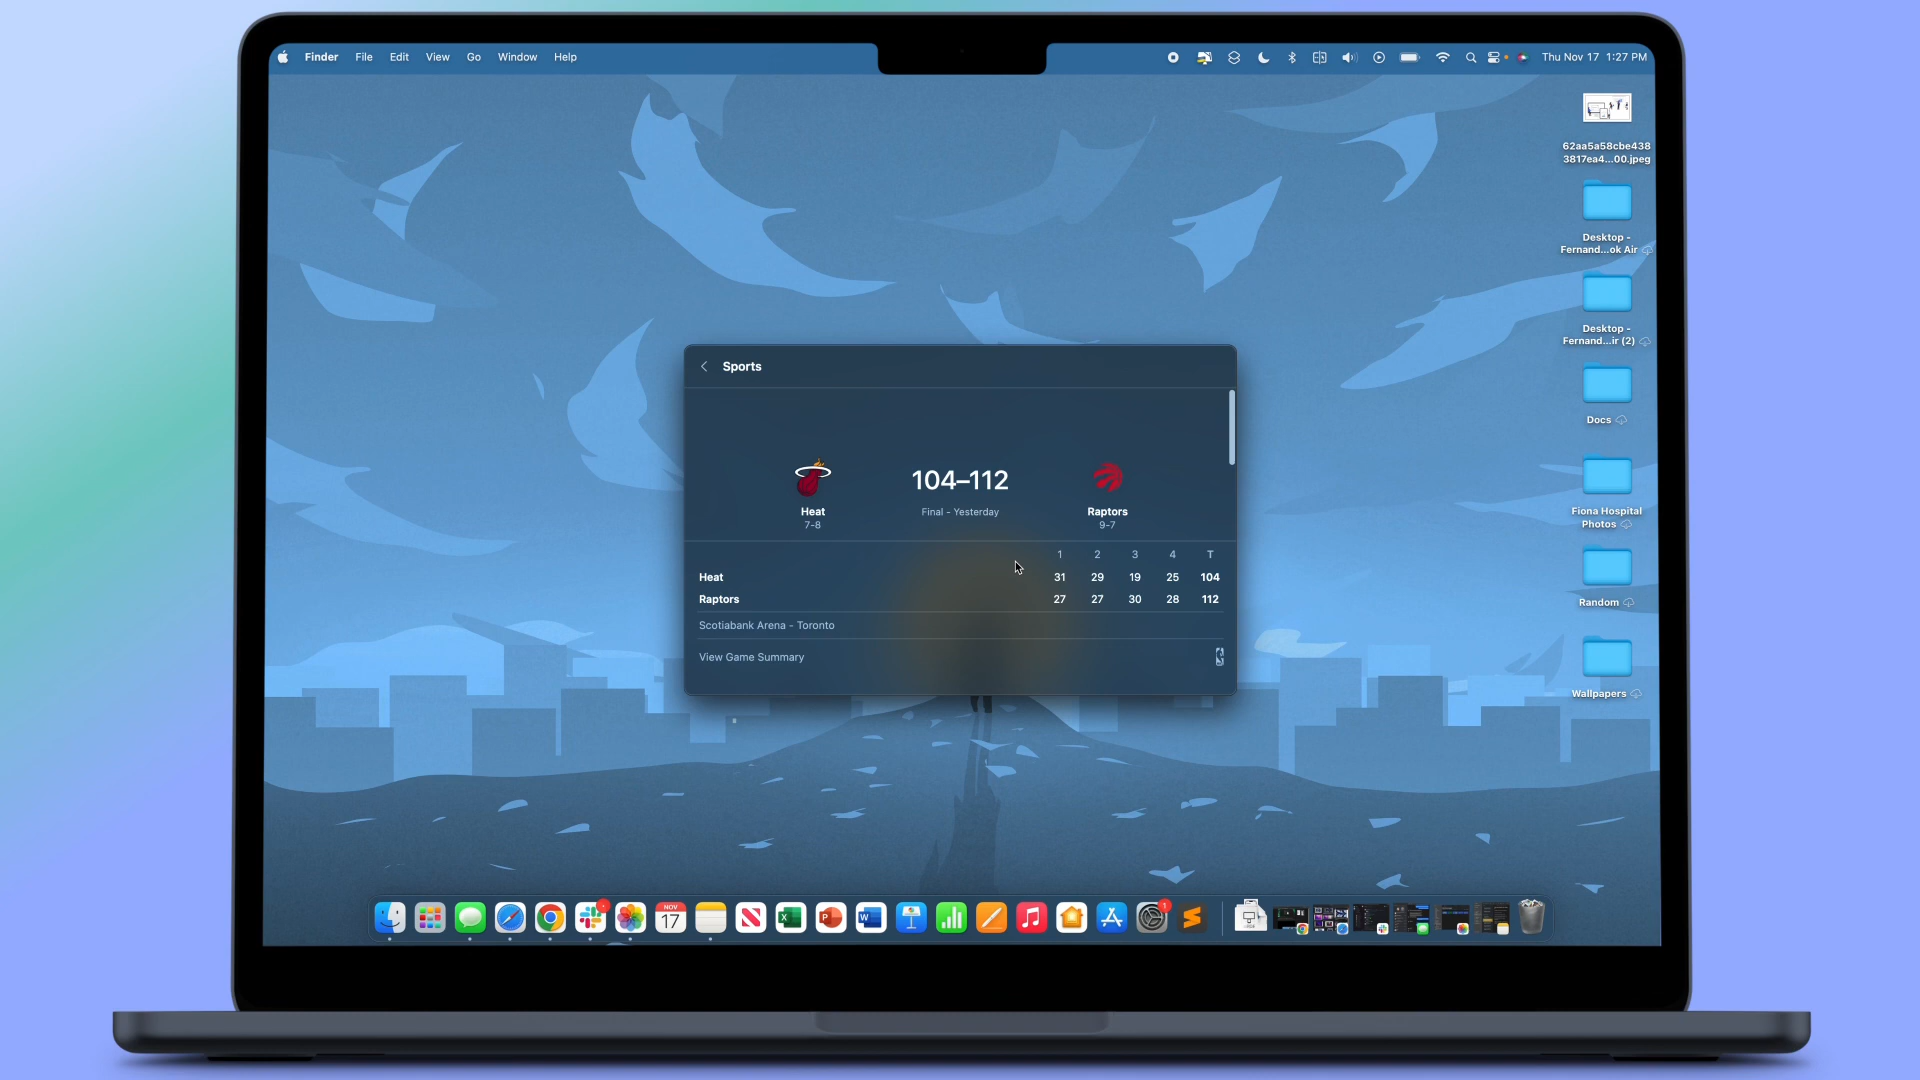 Finder File Edit View Go Window Help
Thu Nov 17 1:27 PM
62aa5a58cbe438
3817ea4...00.jpeg
Desktop -
Fernand...ok Air
Desktop -
Fernand...ir (2)
Docs
Fiona Hospital
Photos
Random
Wallpapers
Sports
104–112
Heat
7-8
Final - Yesterday
Raptors
9-7
1 2 3 4 T
Heat 31 29 19 25 104
Raptors 27 27 30 28 112
Scotiabank Arena - Toronto
View Game Summary
NOV
17
1